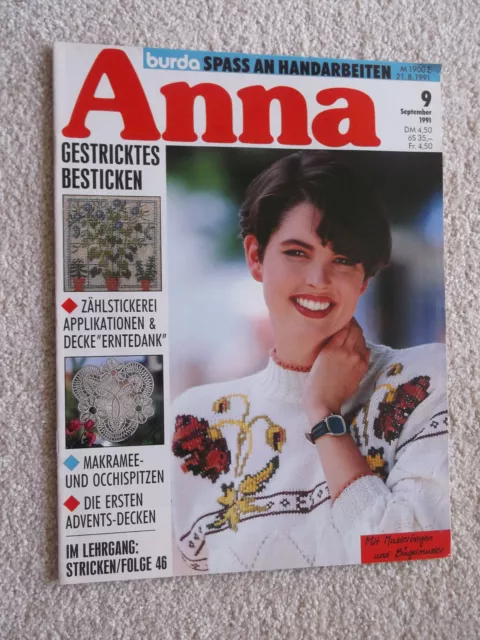 burda SPASS AN HANDARBEITEN
M 1900 E
21.8.1991
Anna
9
September
1991
DM 4,50
öS 35,–
Fr. 4,50
GESTRICKTES
BESTICKEN
ZÄHLSTICKEREI
APPLIKATIONEN &
DECKE "ERNTEDANK"
MAKRAMEE-
UND OCCHISPITZEN
DIE ERSTEN
ADVENTS-DECKEN
IM LEHRGANG:
STRICKEN/FOLGE 46
Mit Musterbogen
und Bügelmuster